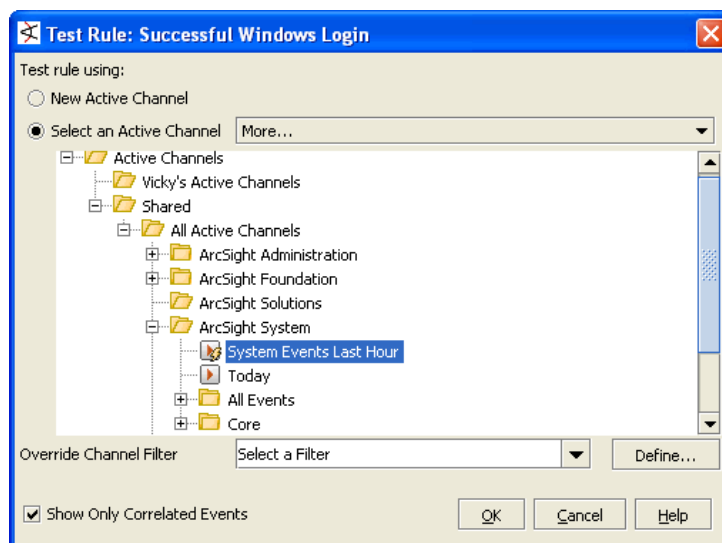 Test Rule: Successful Windows Login
Test rule using:
New Active Channel
Select an Active Channel More...
Active Channels
Vicky's Active Channels
Shared
All Active Channels
ArcSight Administration
ArcSight Foundation
ArcSight Solutions
ArcSight System
System Events Last Hour
Today
All Events
Core
Override Channel Filter Select a Filter Define...
Show Only Correlated Events OK Cancel Help